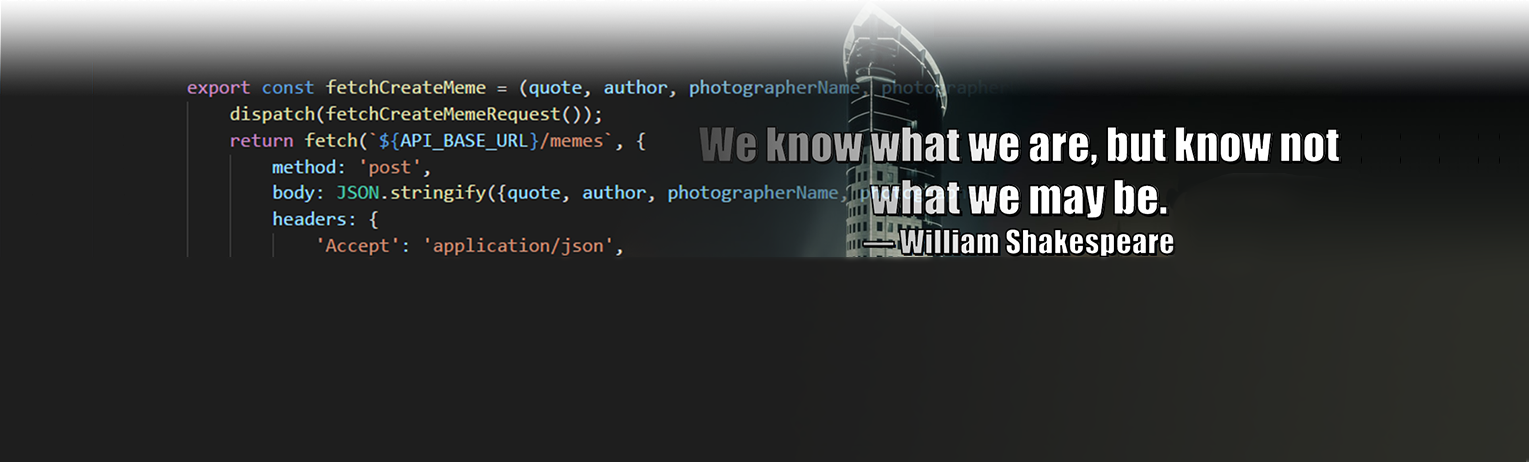 export const fetchCreateMeme = (quote, author, photographerName, photographe
dispatch(fetchCreateMemeRequest());
return fetch(`${API_BASE_URL}/memes`, {
method: 'post',
body: JSON.stringify({quote, author, photographerName,
headers: {
'Accept': 'application/json',
We know what we are, but know not
what we may be.
— William Shakespeare